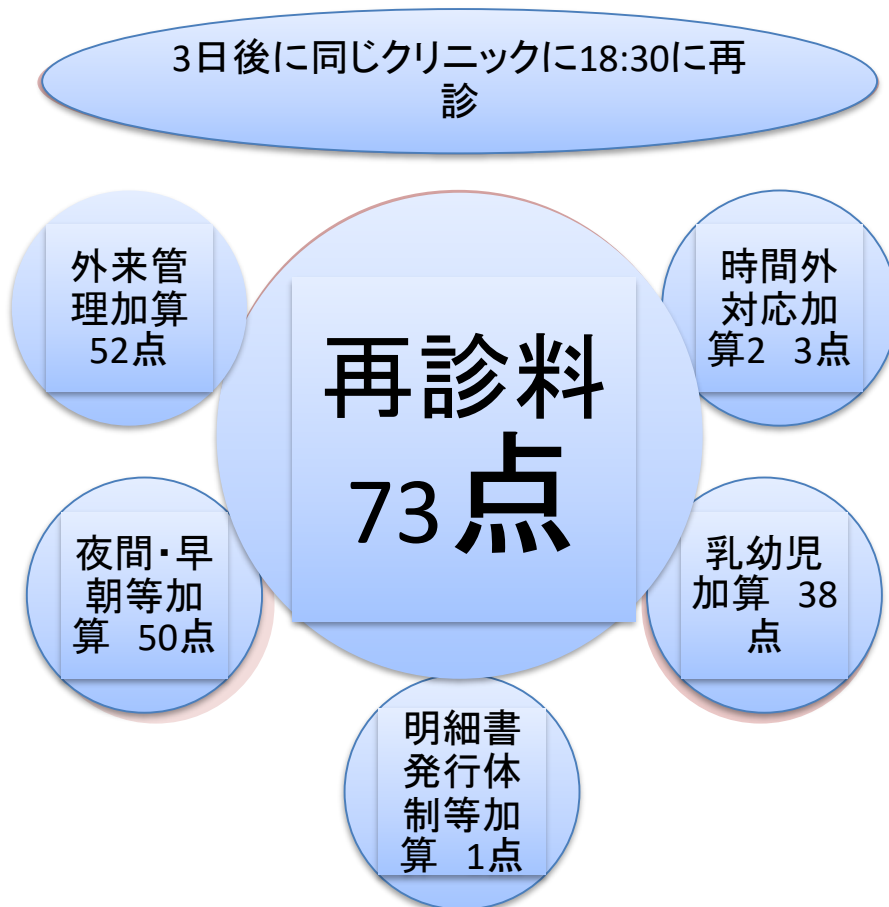 3日後に同じクリニックに18:30に再
診
外来管
理加算
52点
時間外
対応加
算2　3点
再診料
73点
夜間・早
朝等加
算　50点
乳幼児
加算　38
点
明細書
発行体
制等加
算　1点